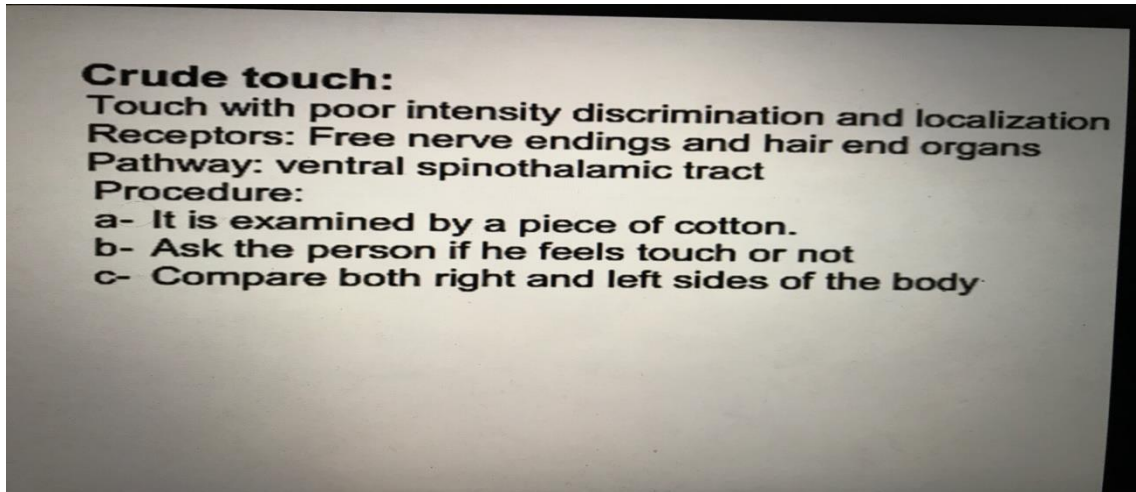 Crude touch:
Touch with poor intensity discrimination and localization
Receptors: Free nerve endings and hair end organs
Pathway: ventral spinothalamic tract
Procedure:
a- It is examined by a piece of cotton.
b- Ask the person if he feels touch or not
c- Compare both right and left sides of the body